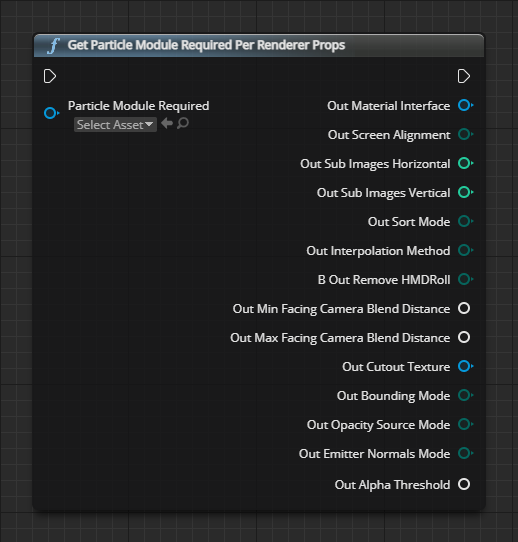 f Get Particle Module Required Per Renderer Props
Particle Module Required
Select Asset
Out Material Interface
Out Screen Alignment
Out Sub Images Horizontal
Out Sub Images Vertical
Out Sort Mode
Out Interpolation Method
B Out Remove HMDRoll
Out Min Facing Camera Blend Distance
Out Max Facing Camera Blend Distance
Out Cutout Texture
Out Bounding Mode
Out Opacity Source Mode
Out Emitter Normals Mode
Out Alpha Threshold